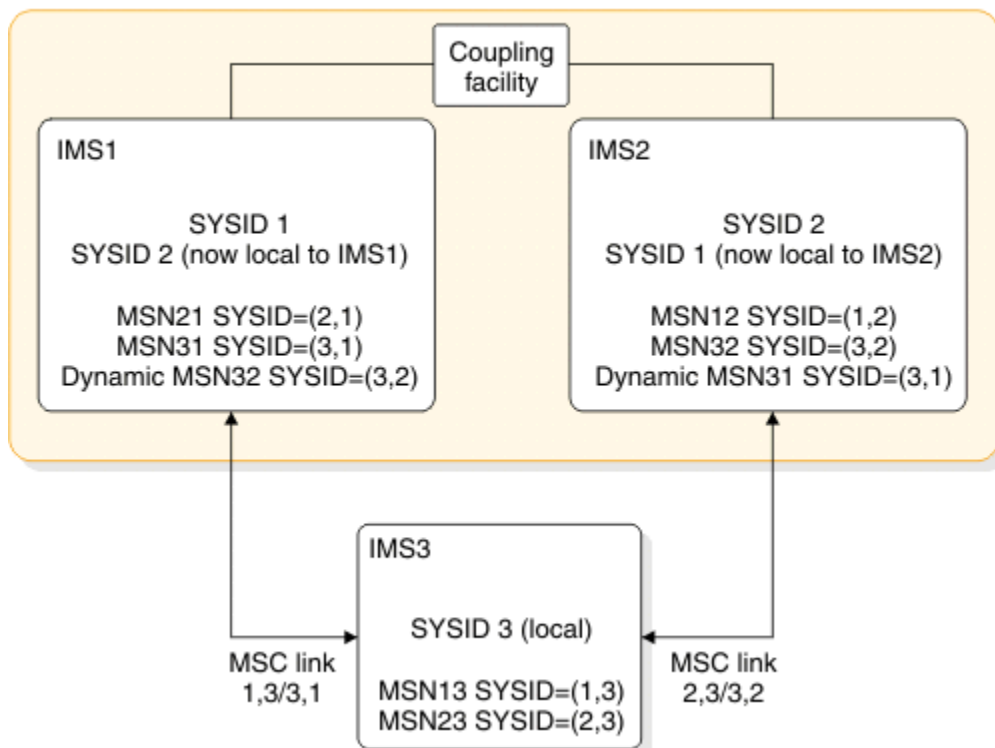 Coupling
facility
IMS1
SYSID 1
SYSID 2 (now local to IMS1)
MSN21 SYSID=(2,1)
MSN31 SYSID=(3,1)
Dynamic MSN32 SYSID=(3,2)
IMS2
SYSID 2
SYSID 1 (now local to IMS2)
MSN12 SYSID=(1,2)
MSN32 SYSID=(3,2)
Dynamic MSN31 SYSID=(3,1)
IMS3
SYSID 3 (local)
MSN13 SYSID=(1,3)
MSN23 SYSID=(2,3)
MSC link
1,3/3,1
MSC link
2,3/3,2